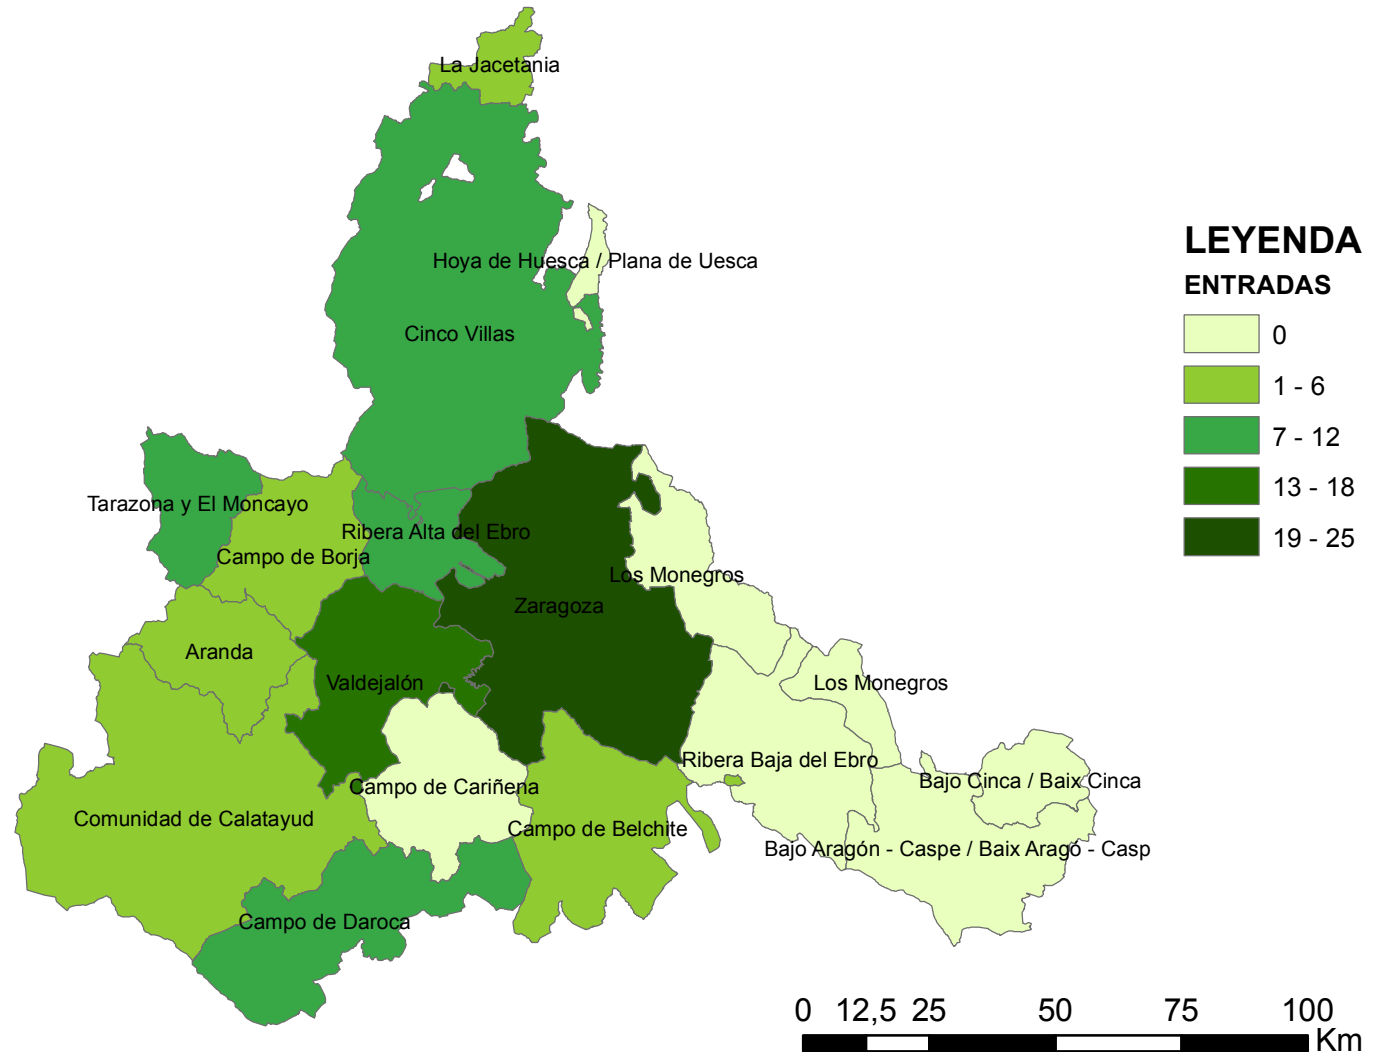 La Jacetania
LEYENDA
Hoya de Huesca / Plana de Uesca
ENTRADAS
0
Cinco Villas
1 - 6
7 - 12
13 - 18
Tarazona y El Moncayo
Ribera Alta del Ebro
19 - 25
Campo de Borja
Los Monegros
Zaragoza
Aranda
Valdejalón
Los Monegros
Ribera Baja del Ebro
Bajo Cinca / Baix Cinca
Campo de Cariñena
Comunidad de Calatayud
Campo de Belchite
Bajo Aragón - Caspe / Baix Aragó - Casp
Campo de Daroca
0 12,5 25 50 75 100
Km